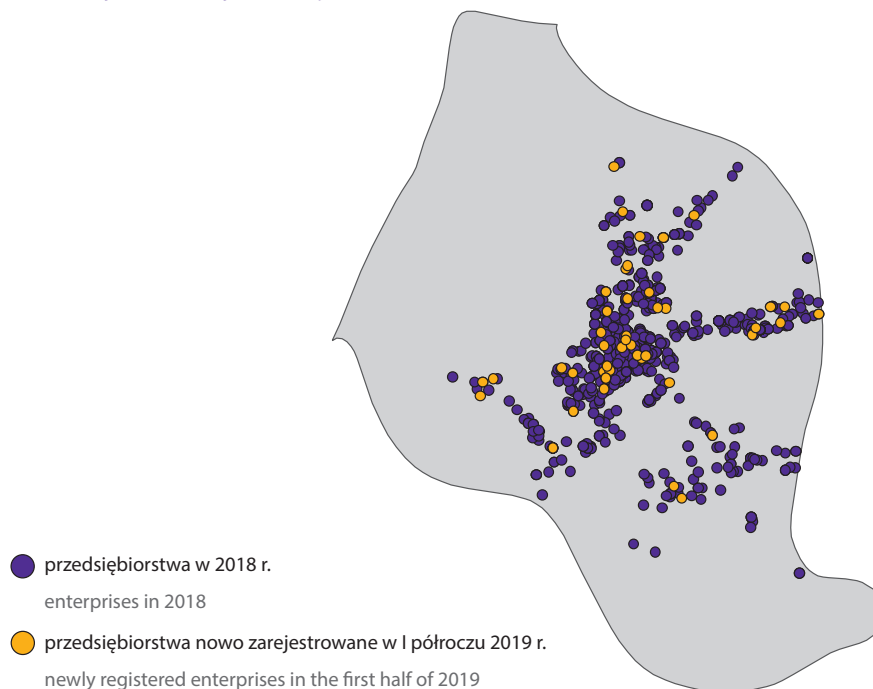 przedsiębiorstwa w 2018 r.
enterprises in 2018
przedsiębiorstwa nowo zarejestrowane w I półroczu 2019 r.
newly registered enterprises in the first half of 2019